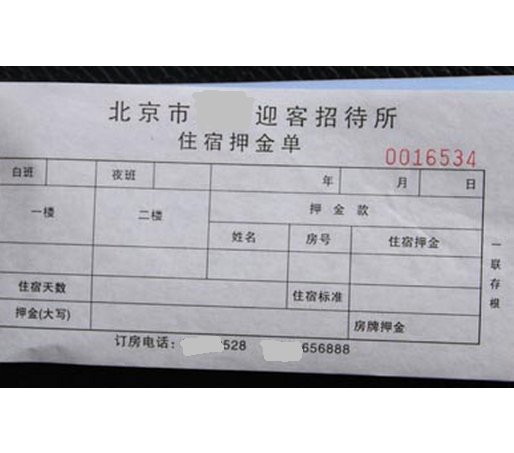 北京市 迎客招待所
住宿押金单
0016534
白班 夜班 年 月 日
一楼 二楼 押金款
姓名 房号 住宿押金
住宿天数 住宿标准
押金(大写) 房牌押金
订房电话: 528 656888
一联存根